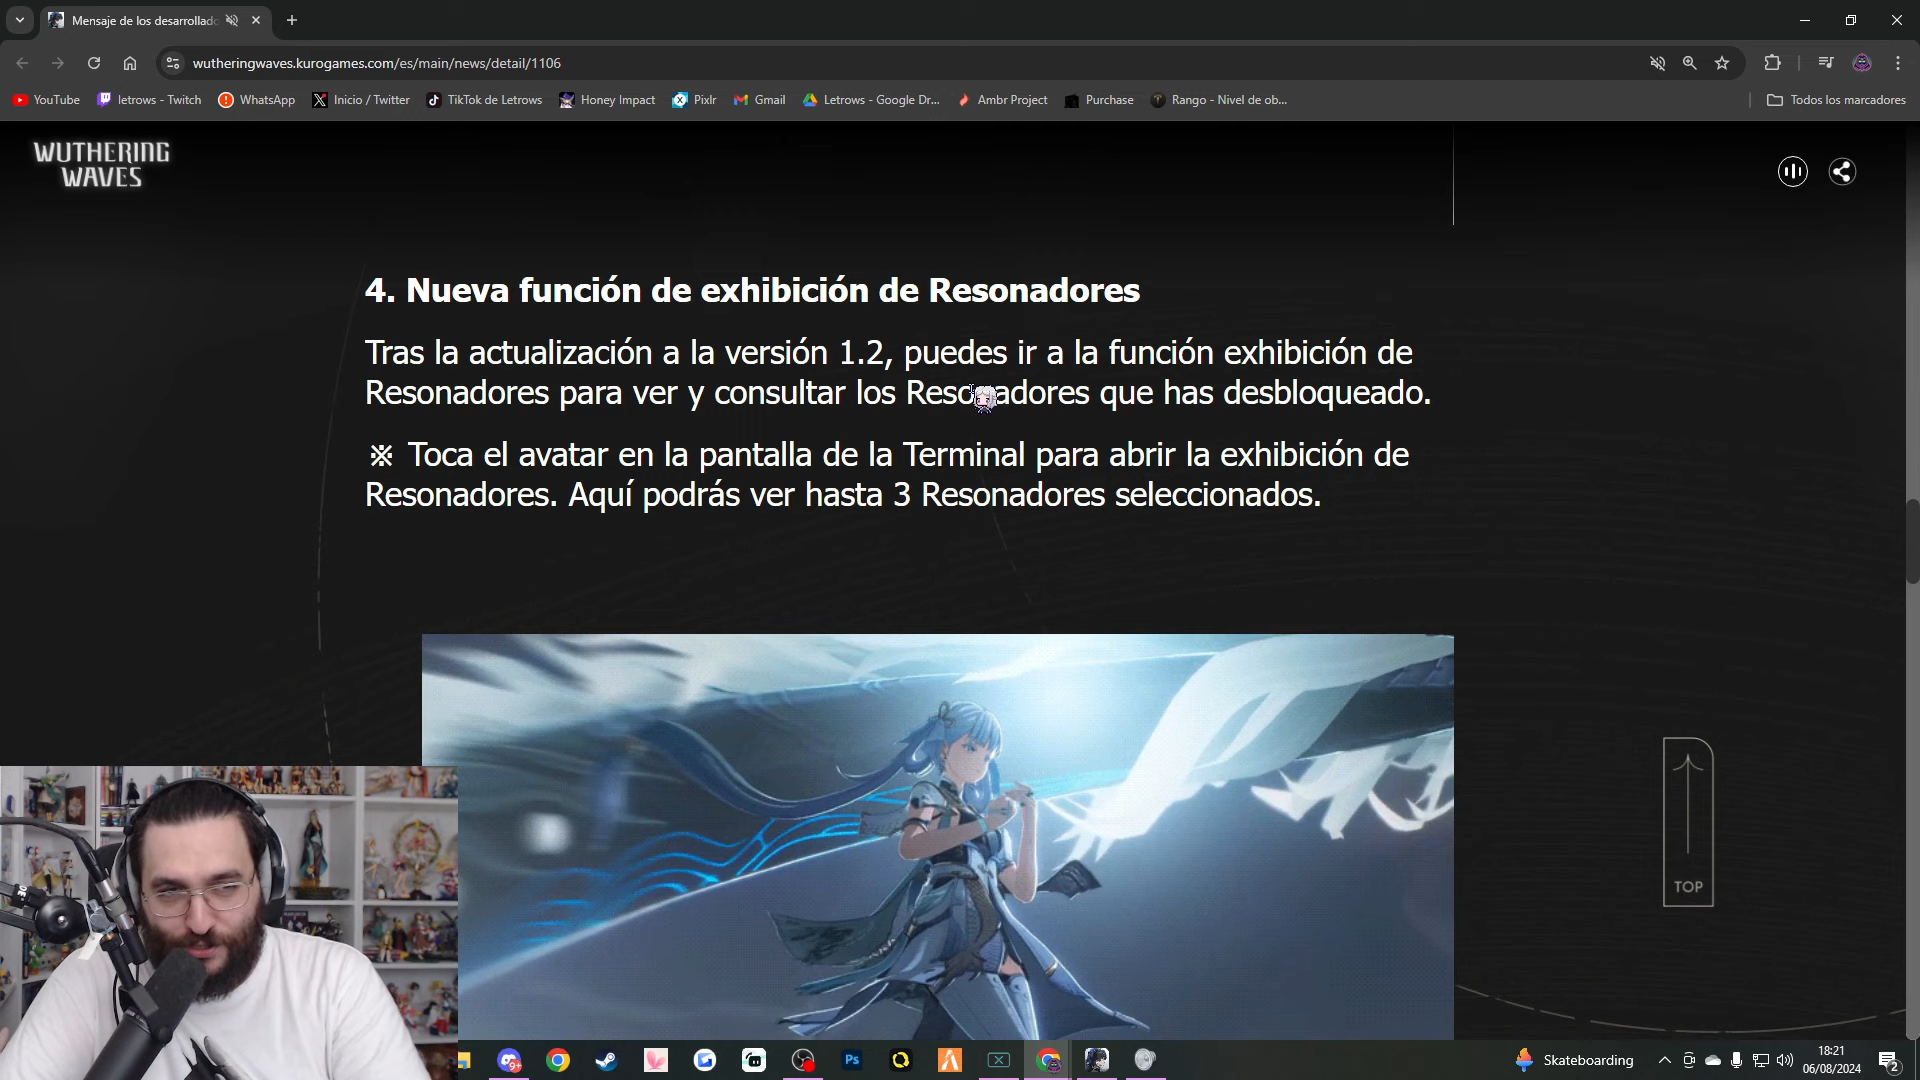 Mensaje de los desarrollado
wutheringwaves.kurogames.com/es/main/news/detail/1106
YouTube
letrows - Twitch
WhatsApp
Inicio / Twitter
TikTok de Letrows
Honey Impact
Pixlr
Gmail
Letrows - Google Dr...
Ambr Project
Purchase
Rango - Nivel de ob...
Todos los marcadores
WUTHERING
WAVES
4. Nueva función de exhibición de Resonadores
Tras la actualización a la versión 1.2, puedes ir a la función exhibición de
Resonadores para ver y consultar los Resonadores que has desbloqueado.
※ Toca el avatar en la pantalla de la Terminal para abrir la exhibición de
Resonadores. Aquí podrás ver hasta 3 Resonadores seleccionados.
TOP
9+
Ps
Skateboarding
18:21
06/08/2024
2